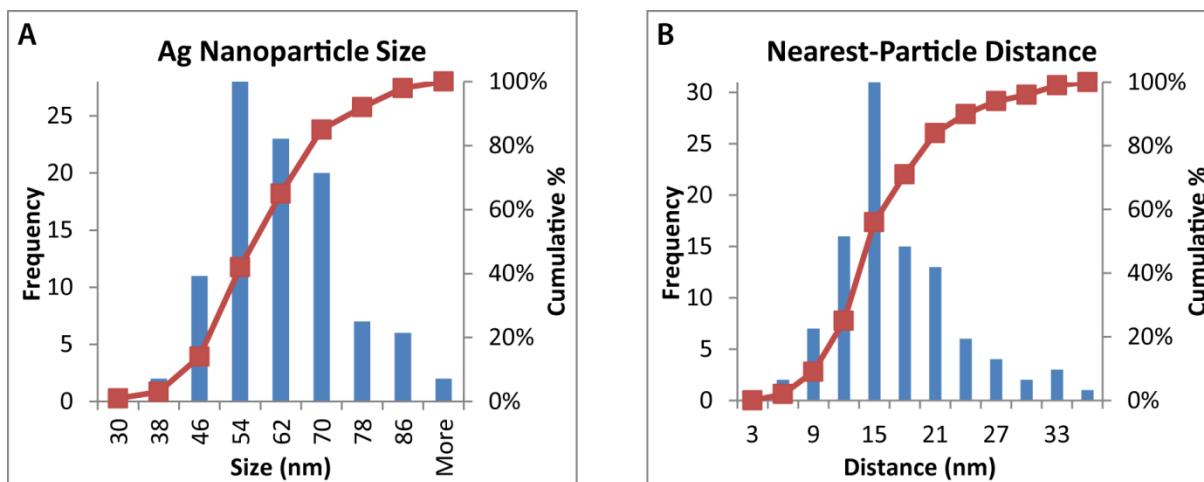 A
Ag Nanoparticle Size
Frequency
25
20
15
10
5
0
100%
80%
60%
40%
20%
0%
Cumulative %
30 38 46 54 62 70 78 86 More
Size (nm)
B
Nearest-Particle Distance
Frequency
30
25
20
15
10
5
0
100%
80%
60%
40%
20%
0%
Cumulative %
3 9 15 21 27 33
Distance (nm)